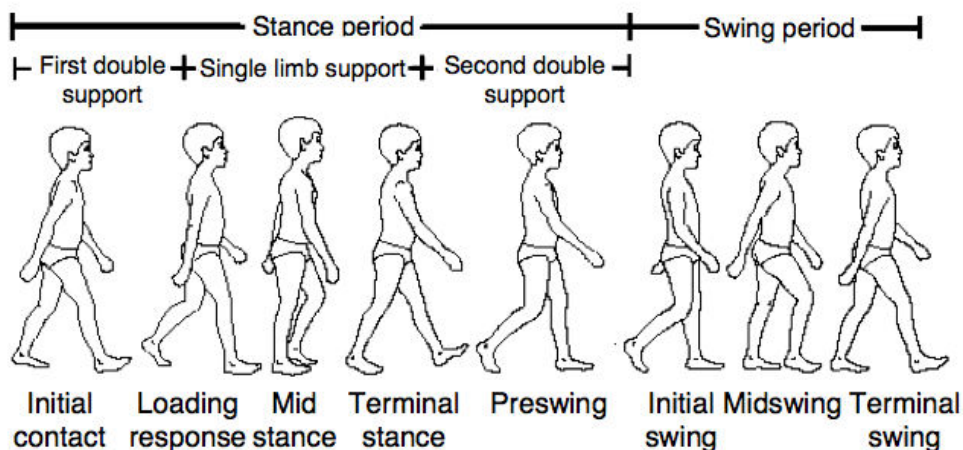 Stance period
Swing period
First double
support
Single limb support
Second double
support
Initial
contact
Loading
response
Mid
stance
Terminal
stance
Preswing
Initial
swing
Midswing
Terminal
swing